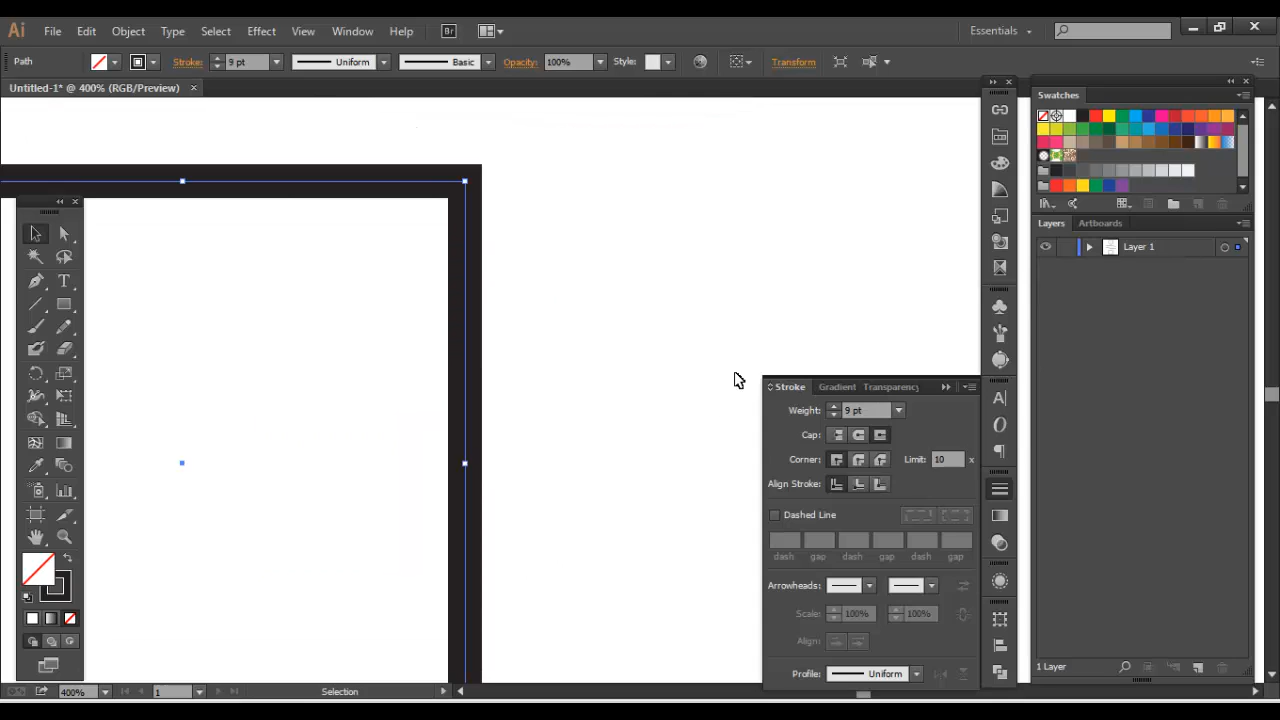 Ai File Edit Object Type Select Effect View Window Help Br Essentials
Path Stroke: 9 pt Uniform Basic Opacity: 100% Style: Transform
Untitled-1* @ 400% (RGB/Preview)
Swatches
Layers Artboards
Layer 1
Stroke Gradient Transparency
Weight: 9 pt
Cap:
Corner: Limit: 10 x
Align Stroke:
Dashed Line
dash gap dash gap dash gap
Arrowheads:
Scale: 100% 100%
Align:
Profile: Uniform
1 Layer
400% 1 Selection